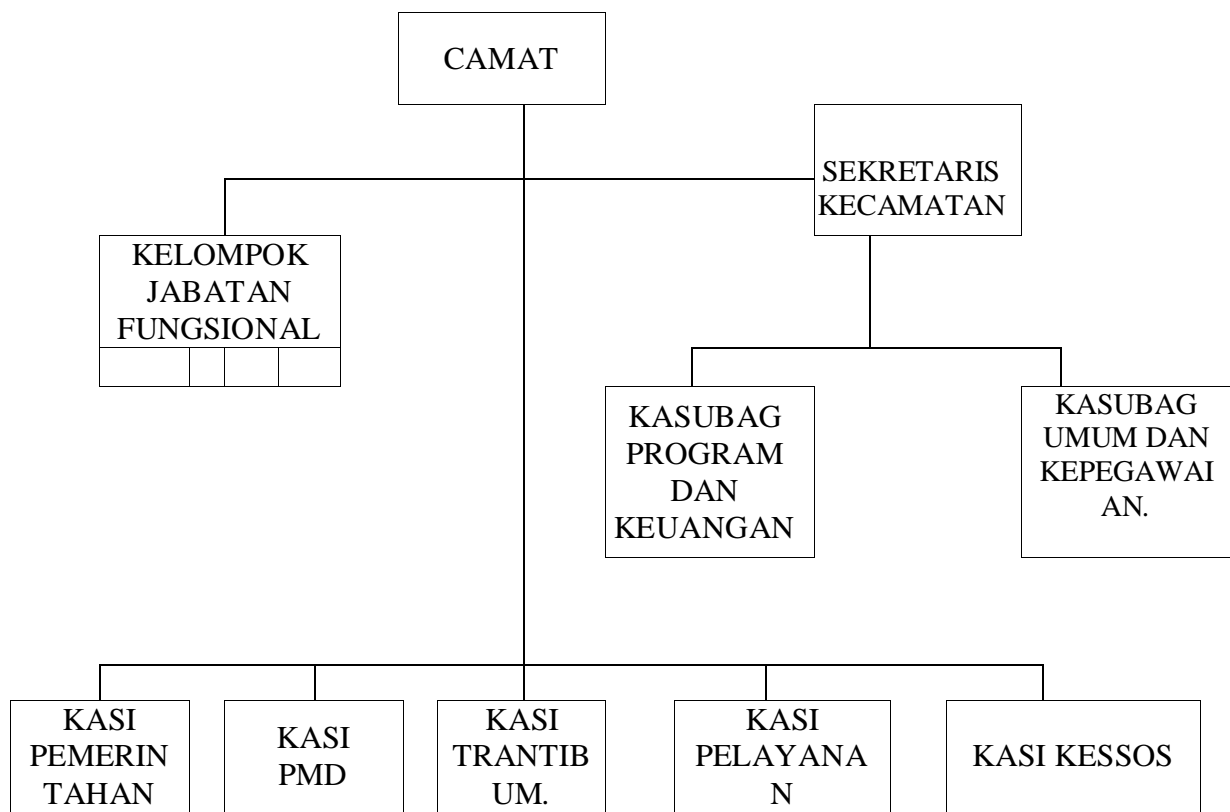 CAMAT
SEKRETARIS
KECAMATAN
KELOMPOK
JABATAN
FUNGSIONAL
KASUBAG
PROGRAM
DAN
KEUANGAN
KASUBAG
UMUM DAN
KEPEGAWAI
AN.
KASI
PEMERIN
TAHAN
KASI
PMD
KASI
TRANTIB
UM.
KASI
PELAYANA
N
KASI KESSOS